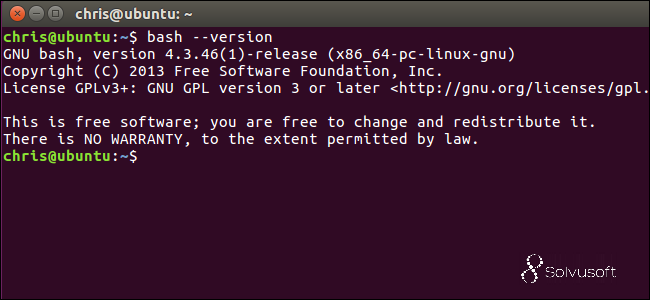 chris@ubuntu: ~
chris@ubuntu:~$ bash --version
GNU bash, version 4.3.46(1)-release (x86_64-pc-linux-gnu)
Copyright (C) 2013 Free Software Foundation, Inc.
License GPLv3+: GNU GPL version 3 or later <http://gnu.org/licenses/gpl.
This is free software; you are free to change and redistribute it.
There is NO WARRANTY, to the extent permitted by law.
chris@ubuntu:~$
Solvusoft